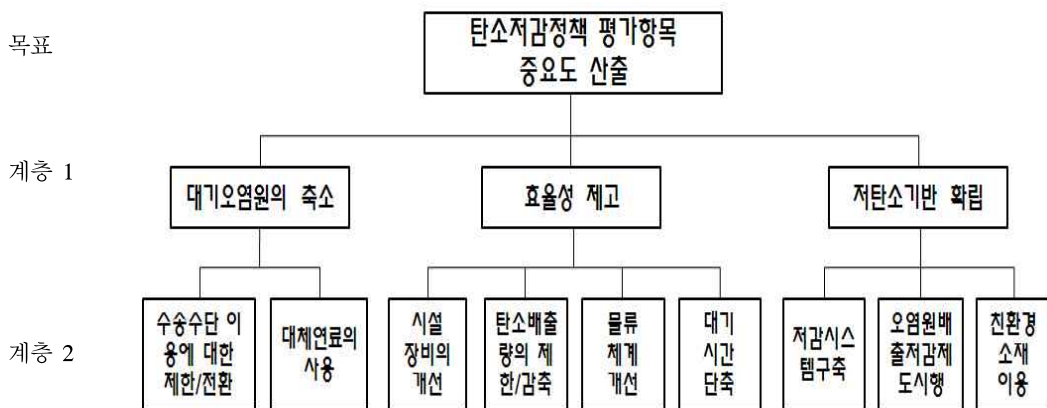 목표
탄소저감정책 평가항목
중요도 산출
계층 1
대기오염원의 축소
효율성 제고
저탄소기반 확립
계층 2
수송수단 이
용에 대한
제한/전환
대체연료의
사용
시설
장비의
개선
탄소배출
량의 제
한/감축
물류
체계
개선
대기
시간
단축
저감시스
템구축
오염원배
출저감제
도시행
친환경
소재
이용